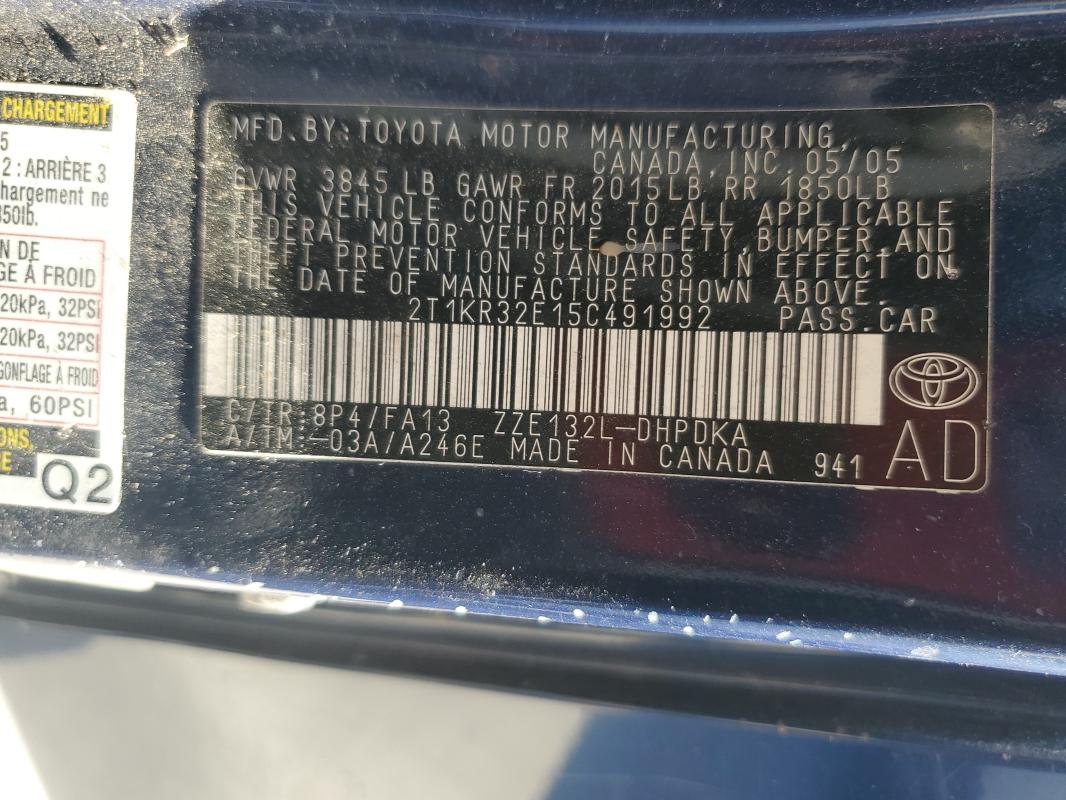 CHARGEMENT
5
2 : ARRIÈRE 3
chargement ne
850lb.
N DE
GE À FROID
20kPa, 32PSI
20kPa, 32PSI
GONFLAGE À FROID
a, 60PSI
ONS,
E
Q2
MFD.BY:TOYOTA MOTOR MANUFACTURING,
CANADA,INC.05/05
GVWR 3845LB GAWR FR 2015LB RR 1850LB
THIS VEHICLE CONFORMS TO ALL APPLICABLE
FEDERAL MOTOR VEHICLE SAFETY,BUMPER,AND
THEFT PREVENTION STANDARDS IN EFFECT ON
THE DATE OF MANUFACTURE SHOWN ABOVE.
2T1KR32E15C491992 PASS.CAR
C/TR:8P4/FA13 ZZE132L-DHPDKA
A/TM-03A/A246E MADE IN CANADA 941 AD